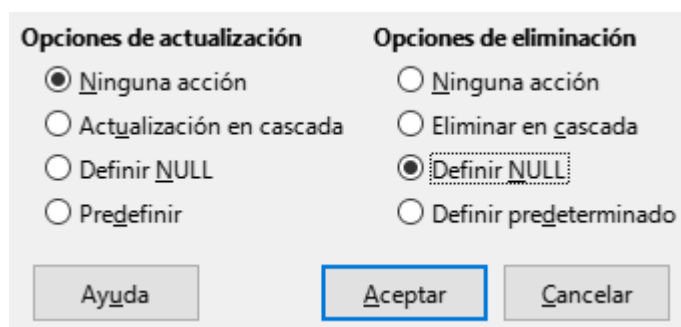 Opciones de actualización
Ninguna acción
Actualización en cascada
Definir NULL
Predefinir
Opciones de eliminación
Ninguna acción
Eliminar en cascada
Definir NULL
Definir predeterminado
Ayuda
Aceptar
Cancelar